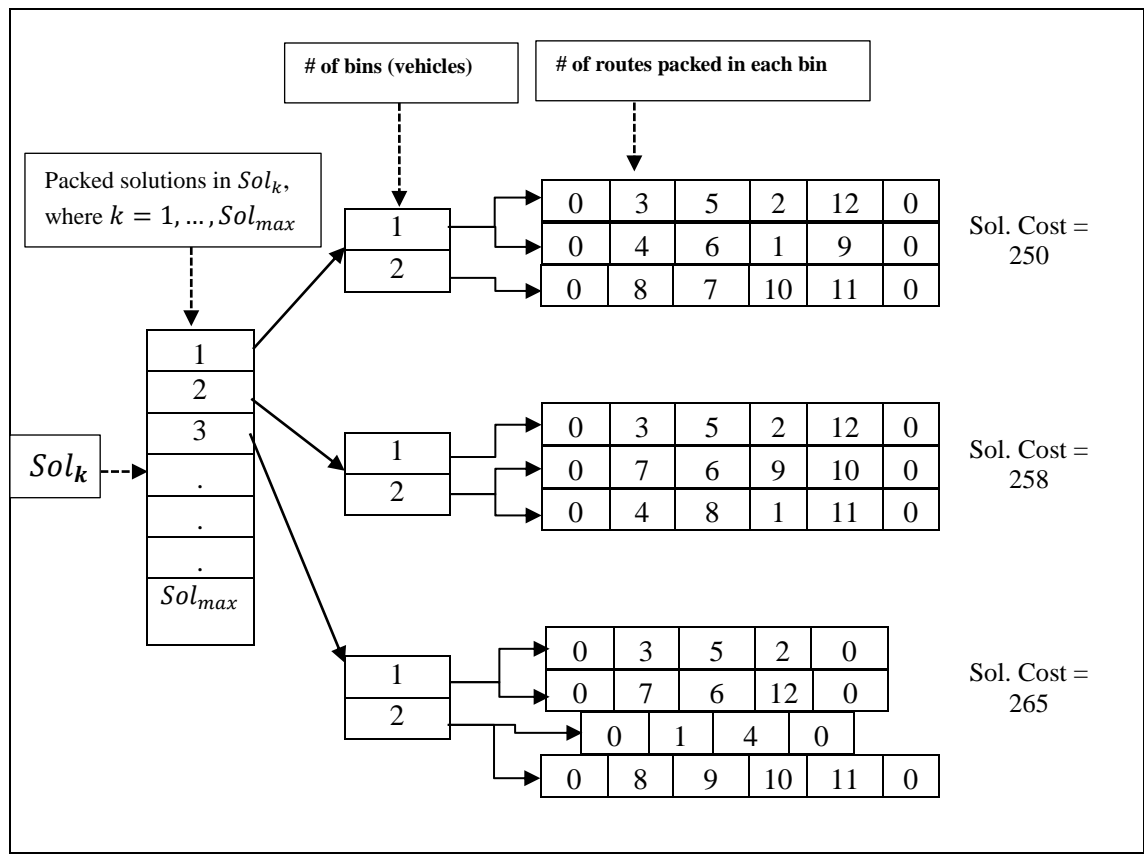 # of bins (vehicles)
# of routes packed in each bin
Packed solutions in Solₖ,
where k = 1, … , Solₘₐₓ
1
2
0 3 5 2 12 0
0 4 6 1 9 0
0 8 7 10 11 0
Sol. Cost =
250
1
2
3
.
.
.
Solₘₐₓ
Solₖ
1
2
0 3 5 2 12 0
0 7 6 9 10 0
0 4 8 1 11 0
Sol. Cost =
258
1
2
0 3 5 2 0
0 7 6 12 0
0 1 4 0
0 8 9 10 11 0
Sol. Cost =
265